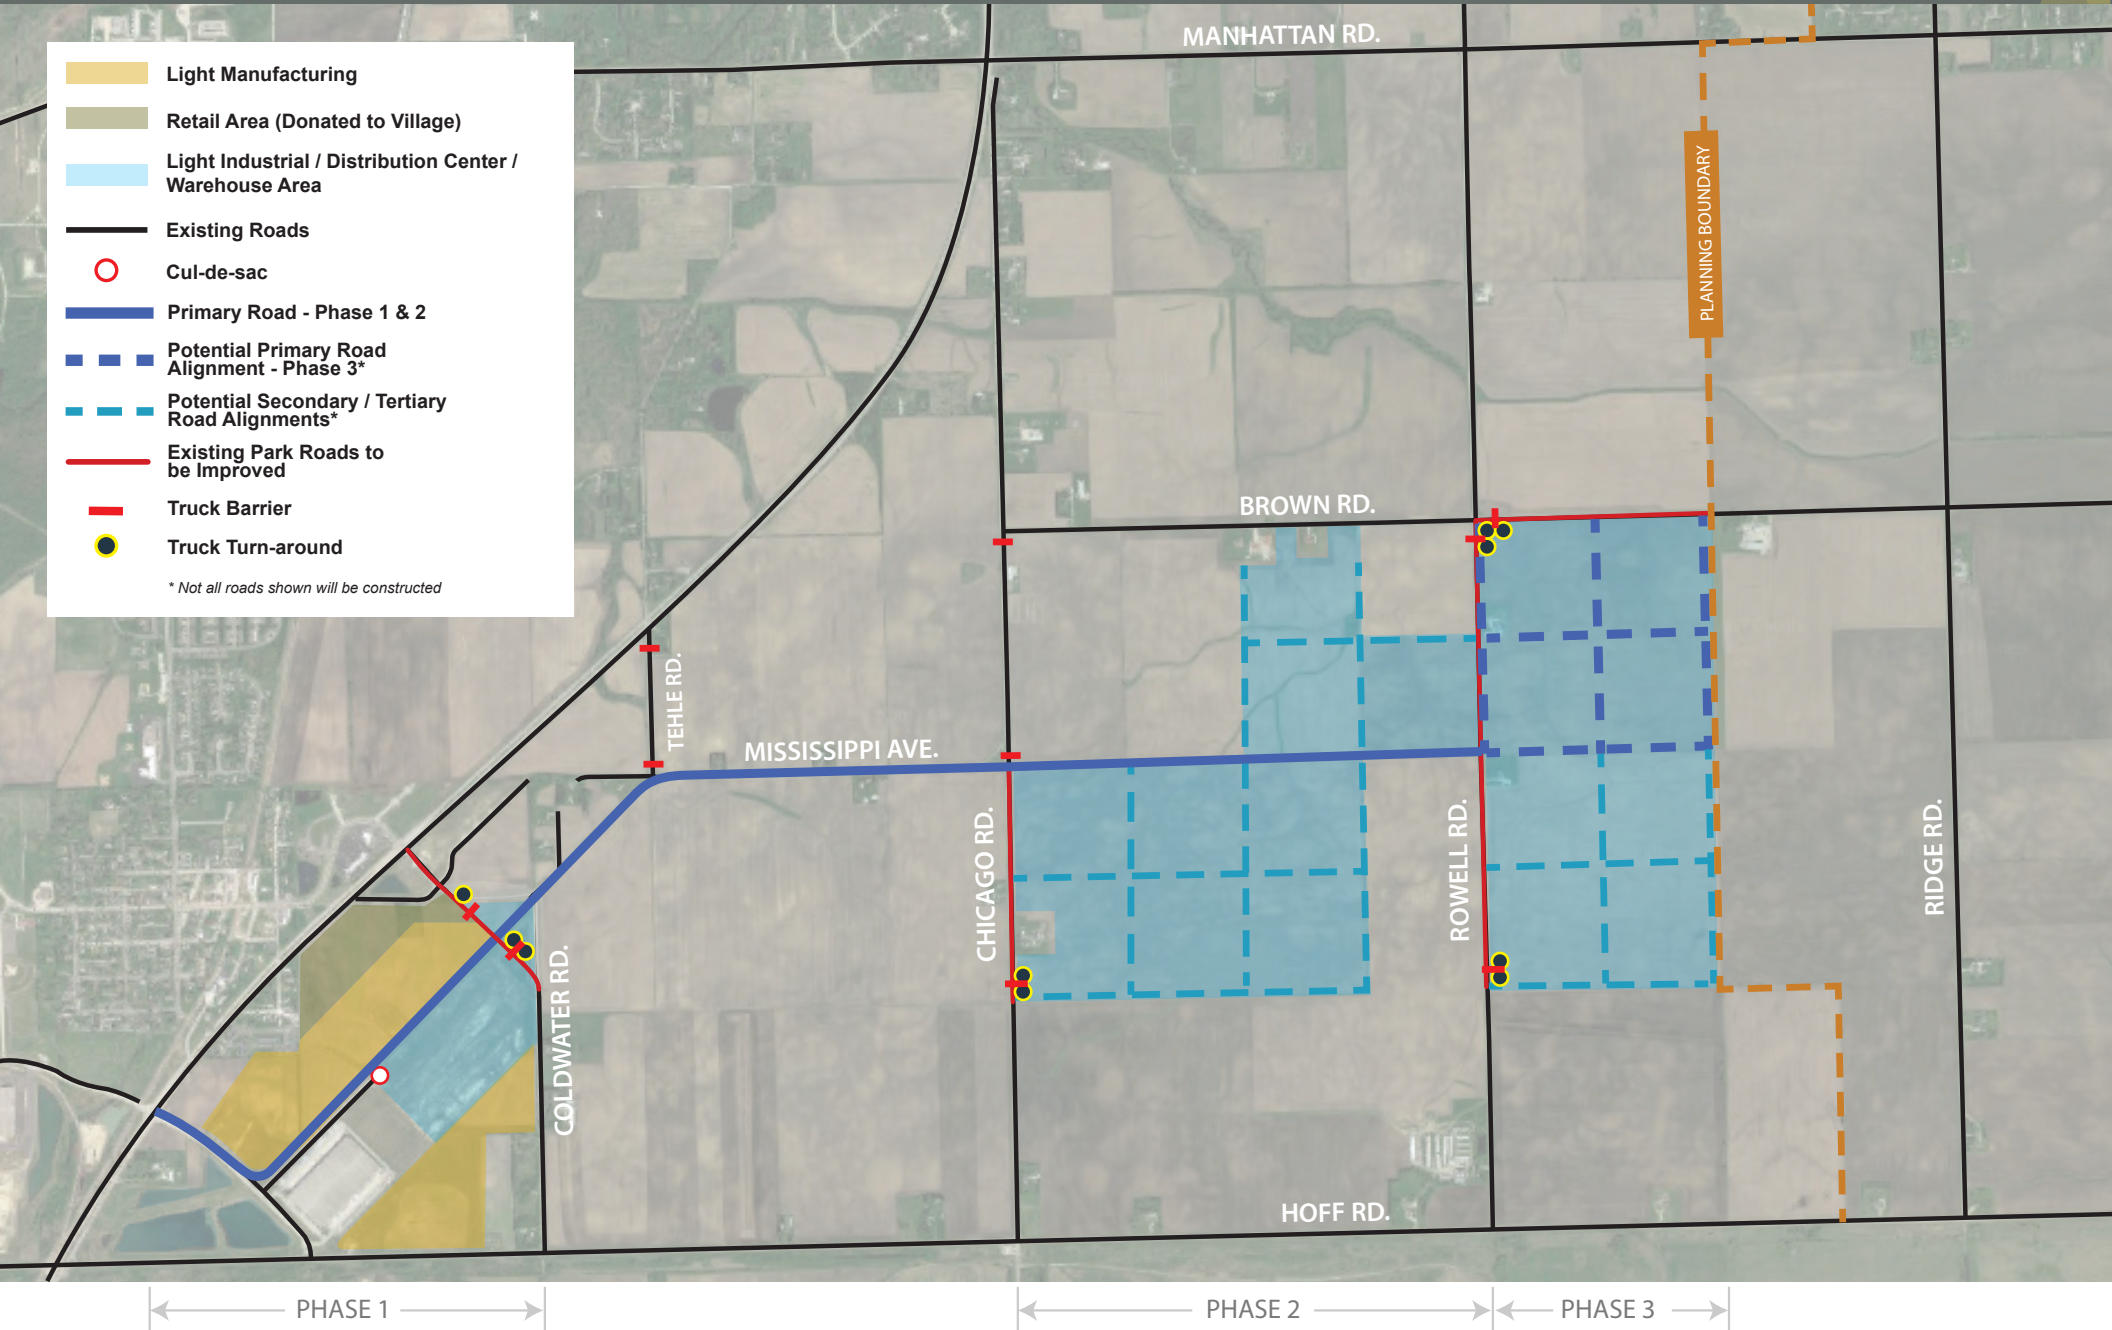 MANHATTAN RD.
Light Manufacturing
Retail Area (Donated to Village)
Light Industrial / Distribution Center /
Warehouse Area
Existing Roads
Cul-de-sac
Primary Road - Phase 1 & 2
Potential Primary Road
Alignment - Phase 3*
Potential Secondary / Tertiary
Road Alignments*
Existing Park Roads to
be Improved
Truck Barrier
Truck Turn-around
* Not all roads shown will be constructed
PLANNING BOUNDARY
BROWN RD.
TEHLE RD.
MISSISSIPPI AVE.
CHICAGO RD.
ROWELL RD.
RIDGE RD.
COLDWATER RD.
HOFF RD.
PHASE 1
PHASE 2
PHASE 3